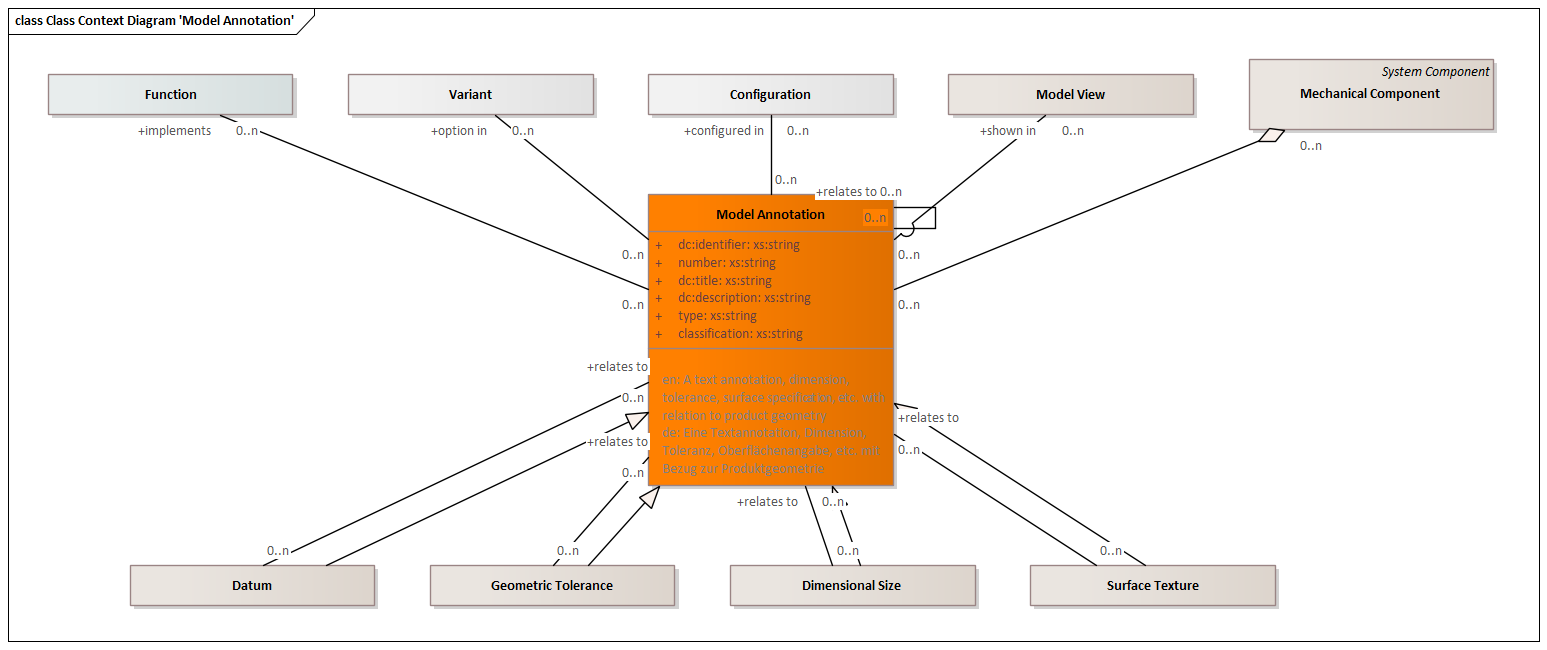 class Class Context Diagram 'Model Annotation'
System Component
Function
Variant
Configuration
Model View
Mechanical Component
+implements 0..n
+option in 0..n
+configured in 0..n
+shown in 0..n
0..n
0..n
+relates to 0..n
Model Annotation
0..n
+ dc:identifier: xs:string
+ number: xs:string
+ dc:title: xs:string
+ dc:description: xs:string
+ type: xs:string
+ classification: xs:string
0..n
0..n
0..n
0..n
+relates to
en: A text annotation, dimension,
tolerance, surface specification, etc. with
relation to product geometry
de: Eine Textannotation, Dimension,
Toleranz, Oberflächenangabe, etc. mit
Bezug zur Produktgeometrie
0..n
+relates to
0..n
+relates to
0..n
+relates to 0..n
0..n
0..n
0..n
0..n
Datum
Geometric Tolerance
Dimensional Size
Surface Texture